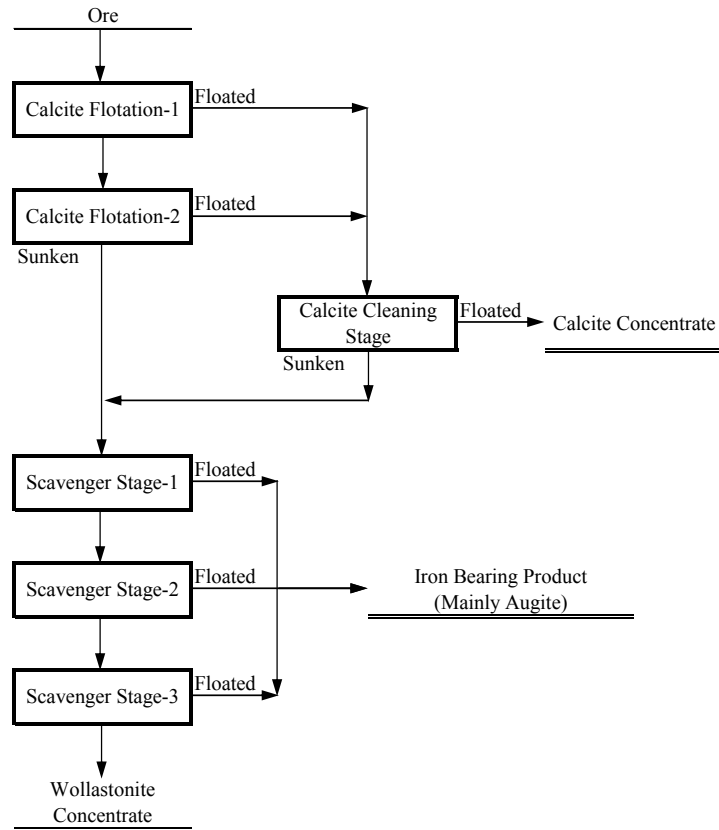 Ore
Calcite Flotation-1
Floated
Calcite Flotation-2
Floated
Sunken
Calcite Cleaning
Stage
Floated
Calcite Concentrate
Sunken
Scavenger Stage-1
Floated
Scavenger Stage-2
Floated
Iron Bearing Product
(Mainly Augite)
Scavenger Stage-3
Floated
Wollastonite
Concentrate